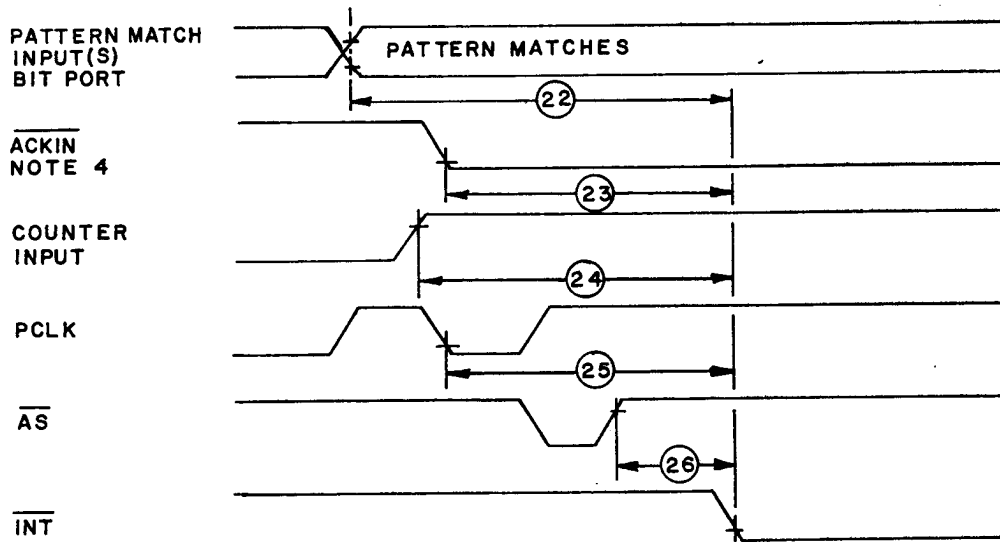 PATTERN MATCH
INPUT(S)
BIT PORT
PATTERN MATCHES
22
ACKIN
NOTE 4
23
COUNTER
INPUT
24
PCLK
25
AS
26
INT